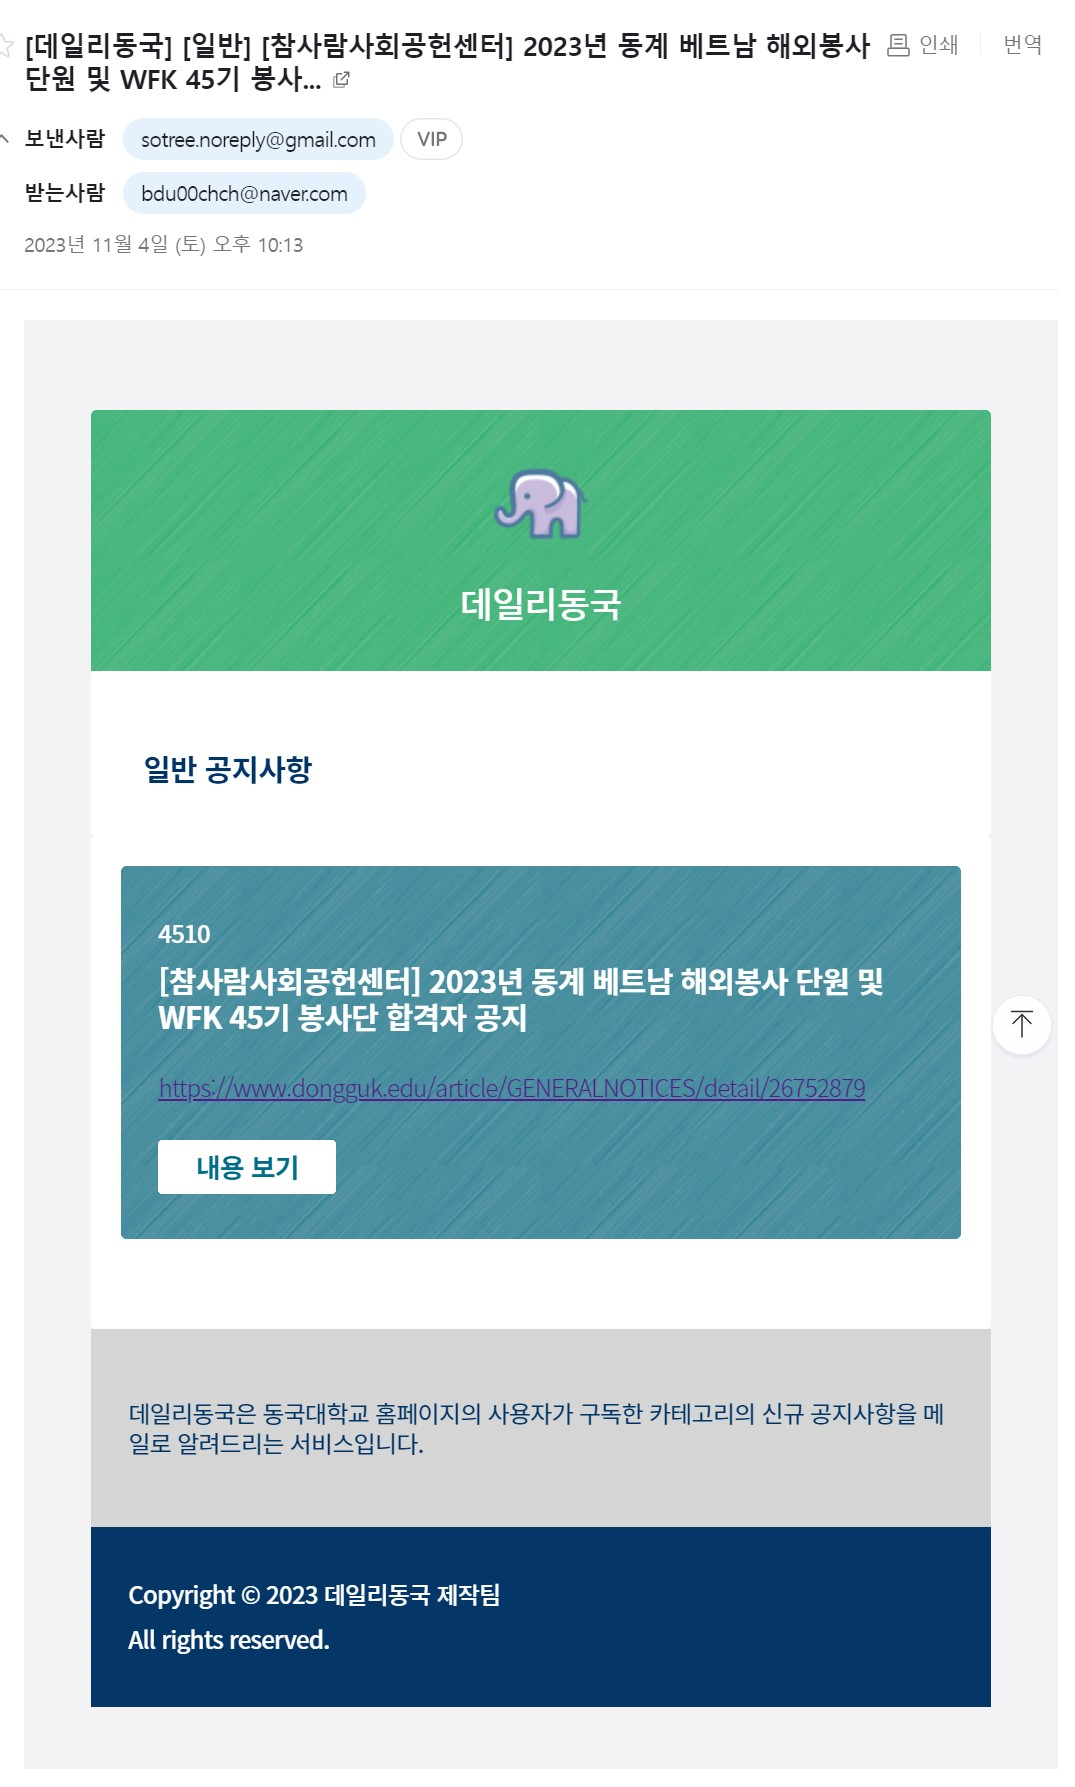 [데일리동국] [일반] [참사람사회공헌센터] 2023년 동계 베트남 해외봉사
단원 및 WFK 45기 봉사...
인쇄
번역
보낸사람 sotree.noreply@gmail.com VIP
받는사람 bdu00chch@naver.com
2023년 11월 4일 (토) 오후 10:13
데일리동국
일반 공지사항
4510
[참사람사회공헌센터] 2023년 동계 베트남 해외봉사 단원 및
WFK 45기 봉사단 합격자 공지
https://www.dongguk.edu/article/GENERALNOTICES/detail/26752879
내용 보기
데일리동국은 동국대학교 홈페이지의 사용자가 구독한 카테고리의 신규 공지사항을 메
일로 알려드리는 서비스입니다.
Copyright © 2023 데일리동국 제작팀
All rights reserved.